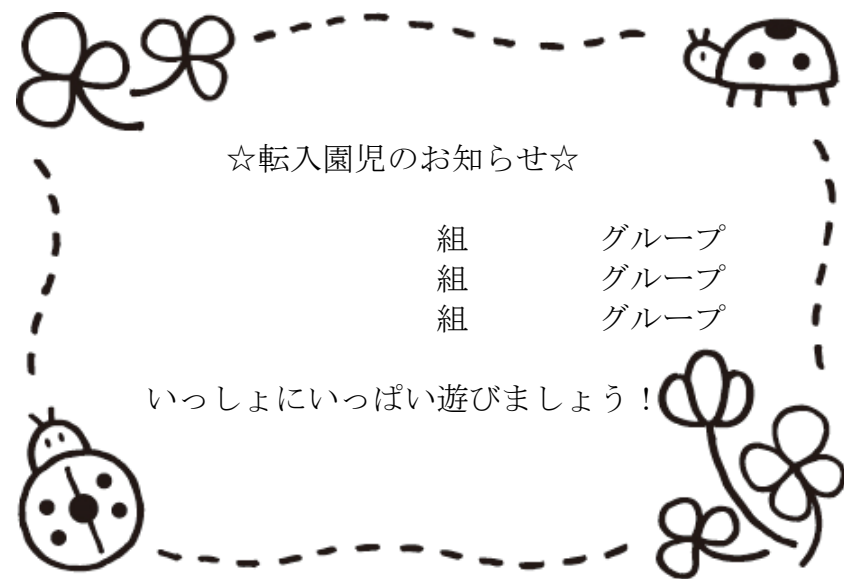 ☆転入園児のお知らせ☆
組 グループ
組 グループ
組 グループ
いっしょにいっぱい遊びましょう！